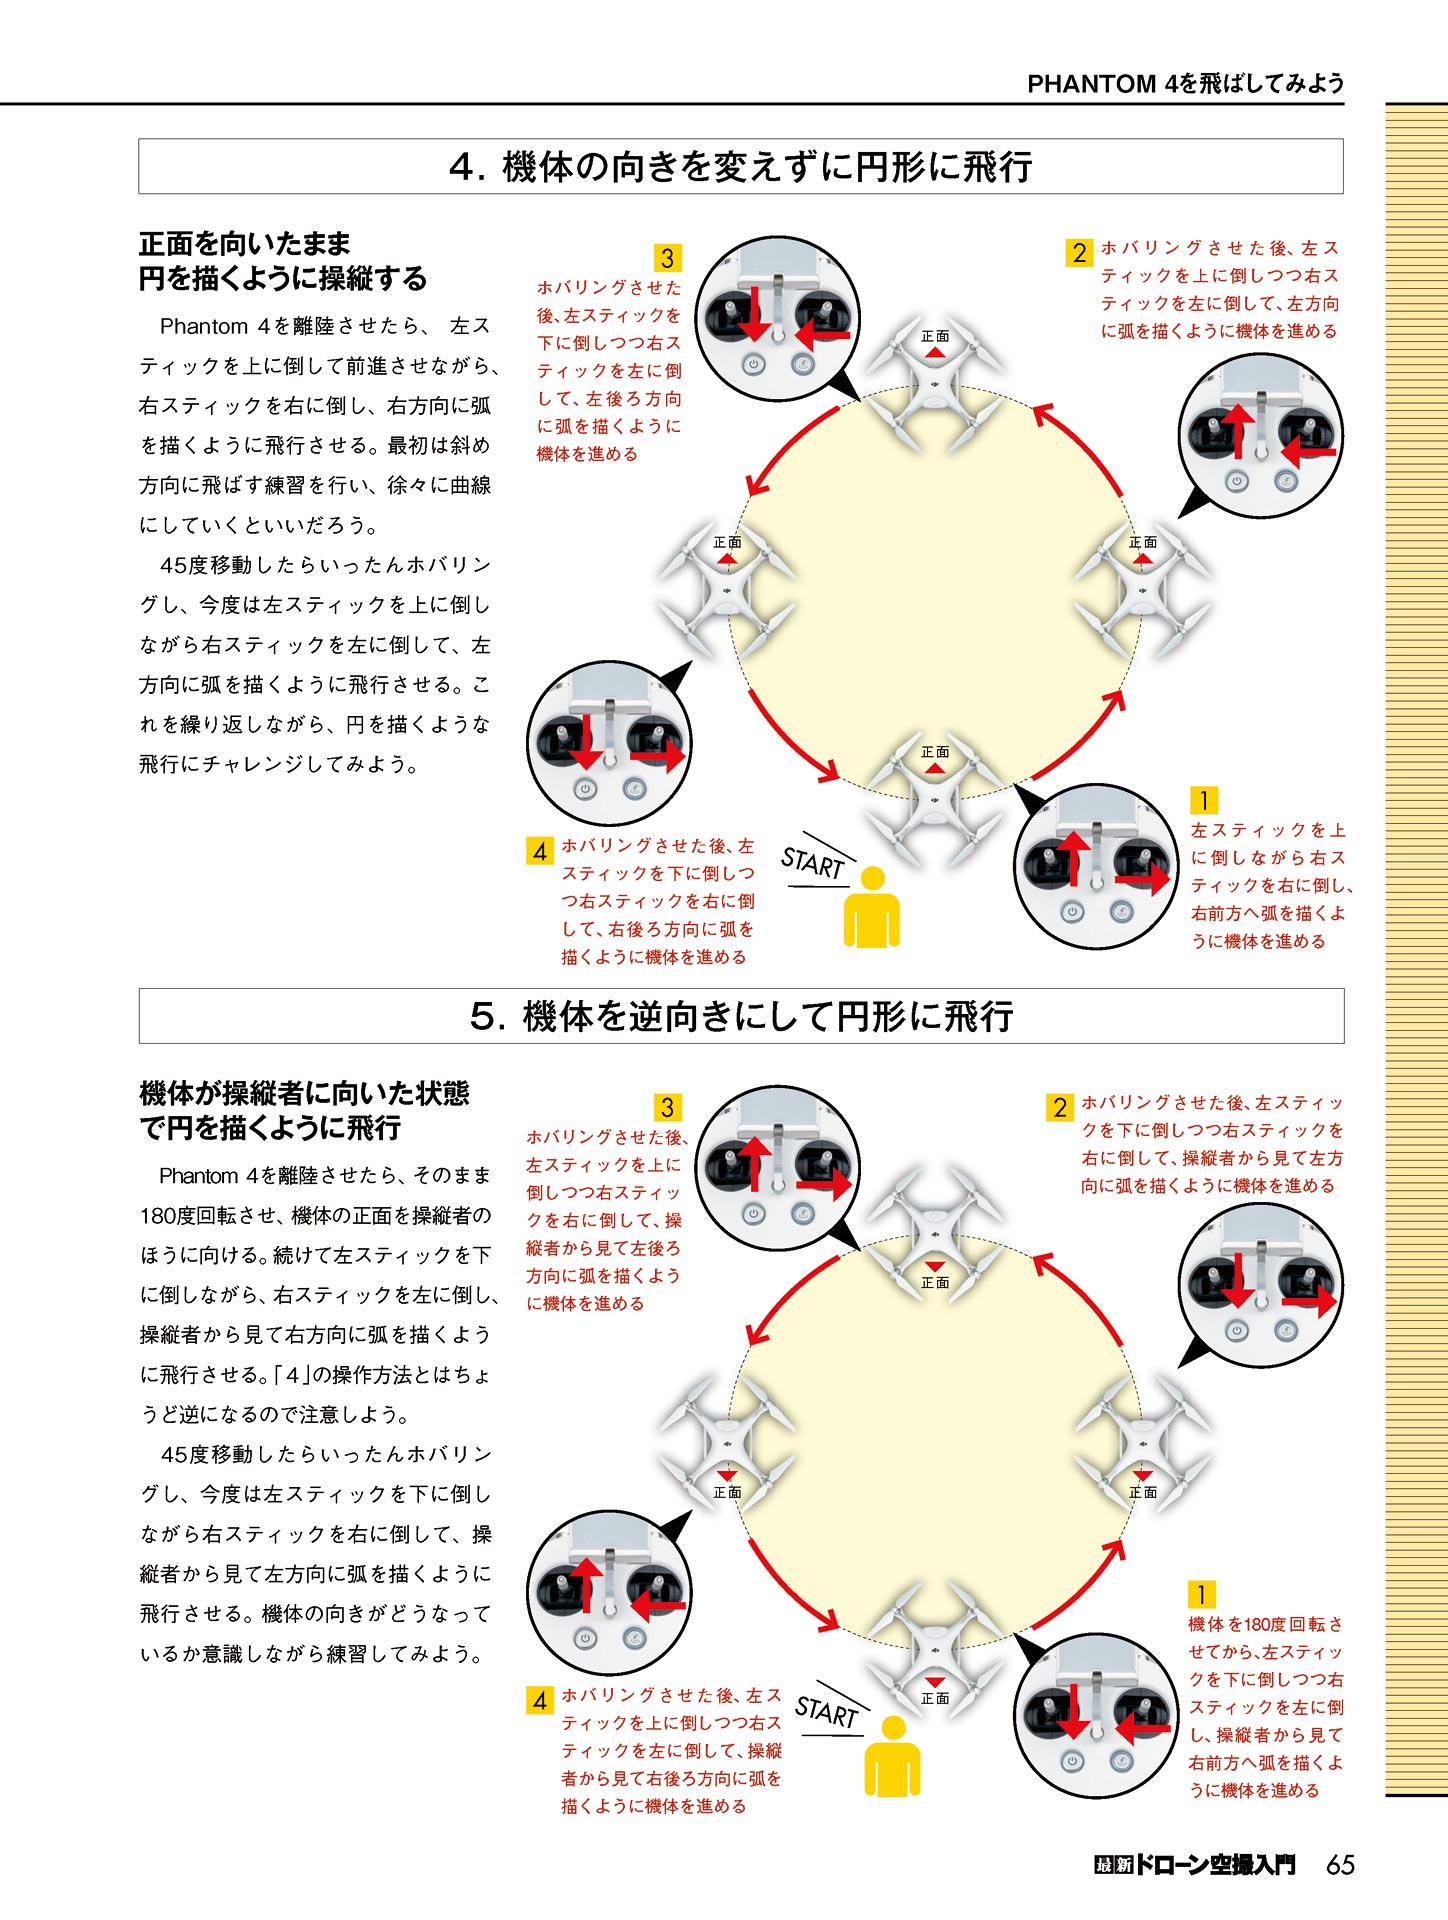 PHANTOM 4を飛ばしてみよう
4. 機体の向きを変えずに円形に飛行
正面を向いたまま
円を描くように操縦する
Phantom 4を離陸させたら、 左ス
ティックを上に倒して前進させながら、
右スティックを右に倒し、右方向に弧
を描くように飛行させる。最初は斜め
方向に飛ばす練習を行い、徐々に曲線
にしていくといいだろう。
45度移動したらいったんホバリン
グし、今度は左スティックを上に倒し
ながら右スティックを左に倒して、左
方向に弧を描くように飛行させる。こ
れを繰り返しながら、円を描くような
飛行にチャレンジしてみよう。
3
ホバリングさせた
後、左スティックを
下に倒しつつ右ス
ティックを左に倒
して、左後ろ方向
に弧を描くように
機体を進める
2
ホバリングさせた後、左ス
ティックを上に倒しつつ右ス
ティックを左に倒して、左方向
に弧を描くように機体を進める
正面
正面
正面
正面
4
ホバリングさせた後、左
スティックを下に倒しつ
つ右スティックを右に倒
して、右後ろ方向に弧を
描くように機体を進める
START
1
左スティックを上
に倒しながら右ス
ティックを右に倒し、
右前方へ弧を描くよ
うに機体を進める
5. 機体を逆向きにして円形に飛行
機体が操縦者に向いた状態
で円を描くように飛行
Phantom 4を離陸させたら、そのまま
180度回転させ、機体の正面を操縦者の
ほうに向ける。続けて左スティックを下
に倒しながら、右スティックを左に倒し、
操縦者から見て右方向に弧を描くよう
に飛行させる。「4」の操作方法とはちょ
うど逆になるので注意しよう。
45度移動したらいったんホバリン
グし、今度は左スティックを下に倒し
ながら右スティックを右に倒して、操
縦者から見て左方向に弧を描くように
飛行させる。機体の向きがどうなって
いるか意識しながら練習してみよう。
3
ホバリングさせた後、
左スティックを上に
倒しつつ右スティッ
クを右に倒して、操
縦者から見て左後ろ
方向に弧を描くよう
に機体を進める
2
ホバリングさせた後、左スティッ
クを下に倒しつつ右スティックを
右に倒して、操縦者から見て左方
向に弧を描くように機体を進める
正面
正面
正面
正面
4
ホバリングさせた後、左ス
ティックを上に倒しつつ右ス
ティックを左に倒して、操縦
者から見て右後ろ方向に弧を
描くように機体を進める
START
1
機体を180度回転さ
せてから、左スティッ
クを下に倒しつつ右
スティックを左に倒
し、操縦者から見て
右前方へ弧を描くよ
うに機体を進める
最新ドローン空撮入門 65